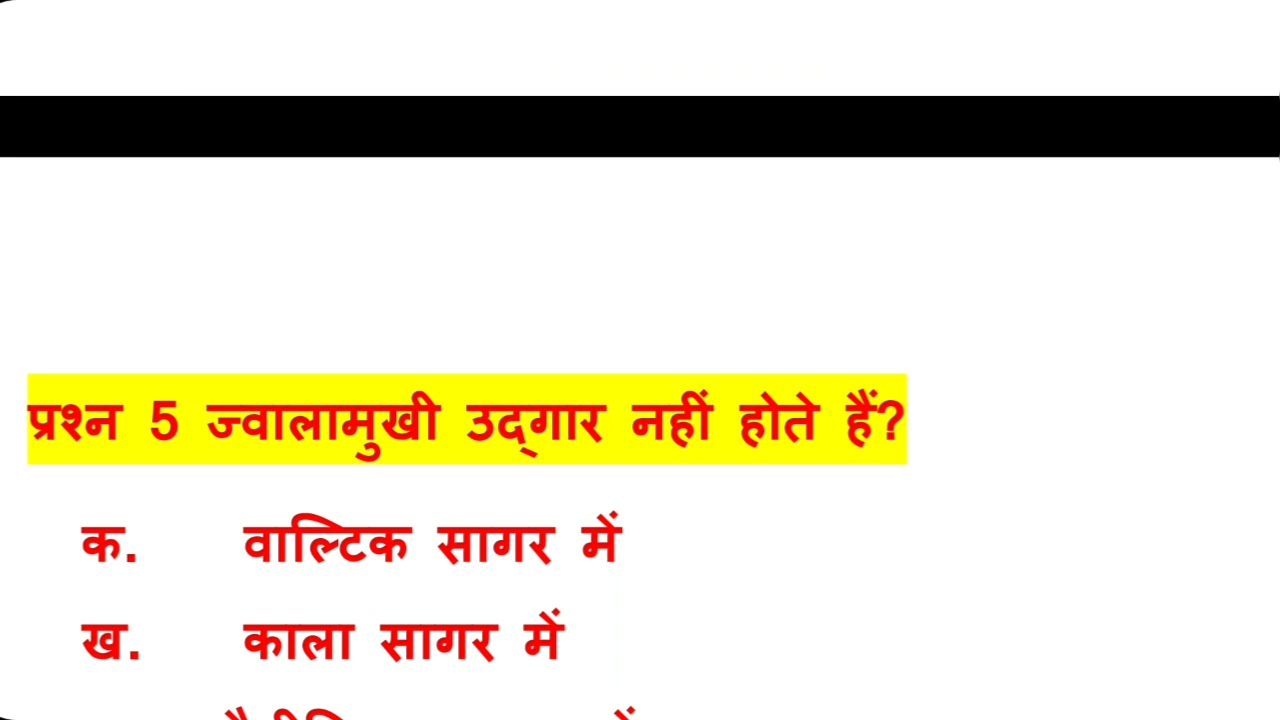 प्रश्न 5 ज्वालामुखी उद्‌गार नहीं होते हैं?
क. वाल्टिक सागर में
ख. काला सागर में